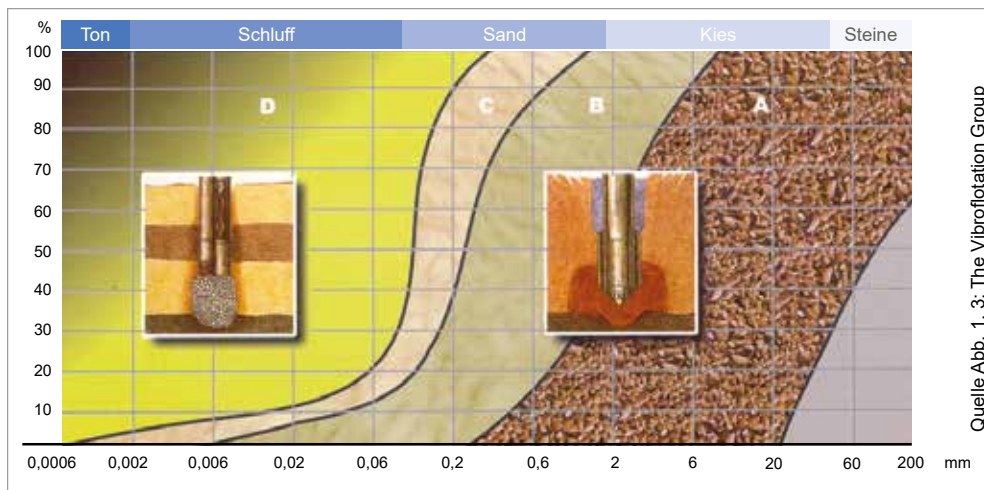 % Ton Schluff Sand Kies Steine
100
90
80
70
60
50
40
30
20
10
D C B A
0,0006 0,002 0,006 0,02 0,06 0,2 0,6 2 6 20 60 200 mm
Quelle Abb. 1, 3: The Vibroflotation Group